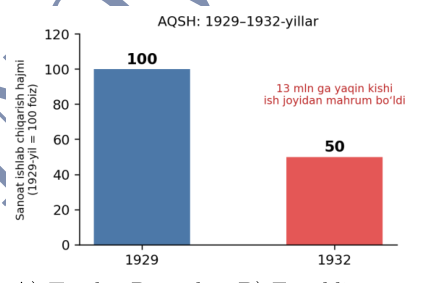 AQSH: 1929–1932-yillar
Sanoat ishlab chiqarish hajmi
(1929-yil = 100 foiz)
120
100
80
60
40
20
0
100
50
13 mln ga yaqin kishi
ish joyidan mahrum bo‘ldi
1929
1932